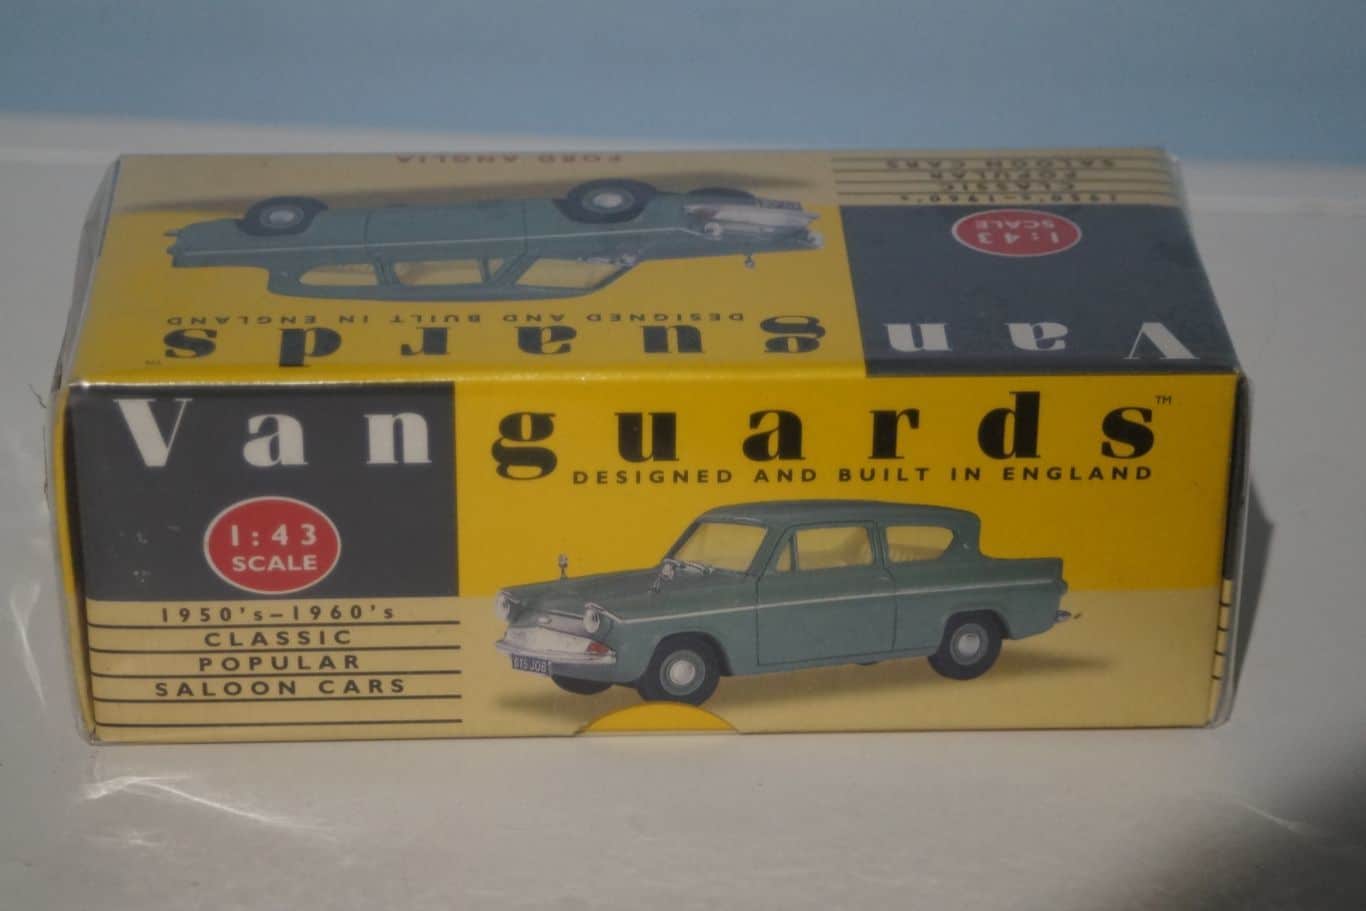 FORD ANGLIA
1950's-1960's
CLASSIC
POPULAR
SALOON CARS
1:43
SCALE
Vanguards™
DESIGNED AND BUILT IN ENGLAND
Vanguards™
DESIGNED AND BUILT IN ENGLAND
1:43
SCALE
1950's-1960's
CLASSIC
POPULAR
SALOON CARS